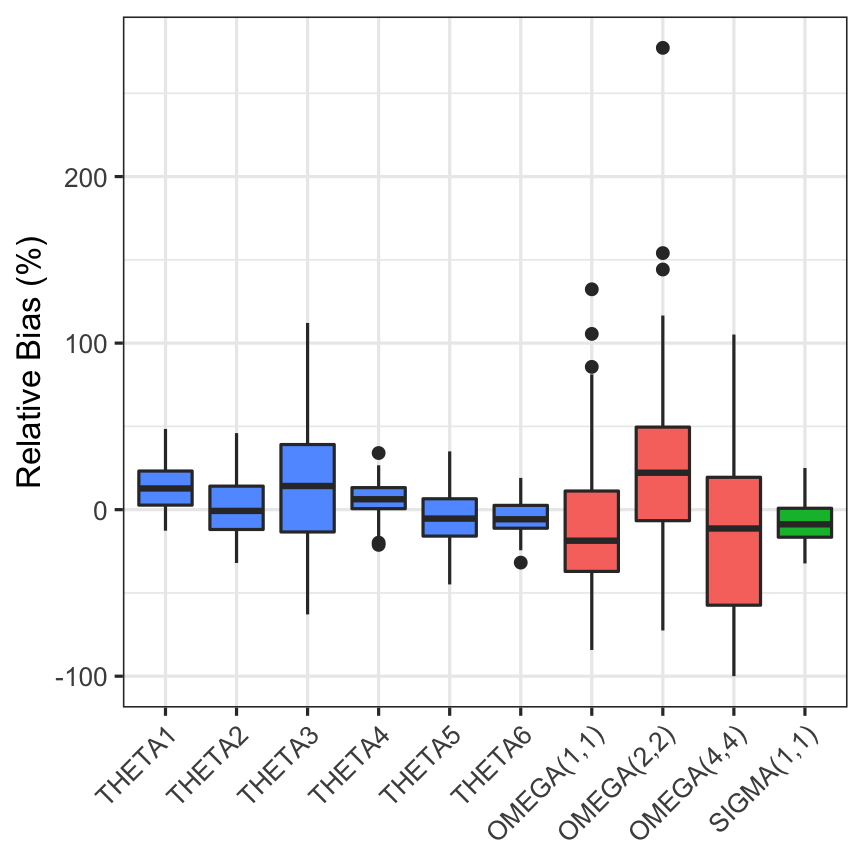 Relative Bias (%)
200
100
0
-100
THETA1
THETA2
THETA3
THETA4
THETA5
THETA6
OMEGA(1,1)
OMEGA(2,2)
OMEGA(4,4)
SIGMA(1,1)